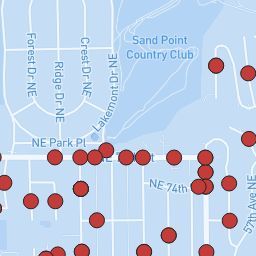 Sand Point
Country Club
Forest Dr NE
Ridge Dr NE
Crest Dr NE
Lakemont Dr NE
NE Park Pl
NE
t
NE 74th
57th Ave NE